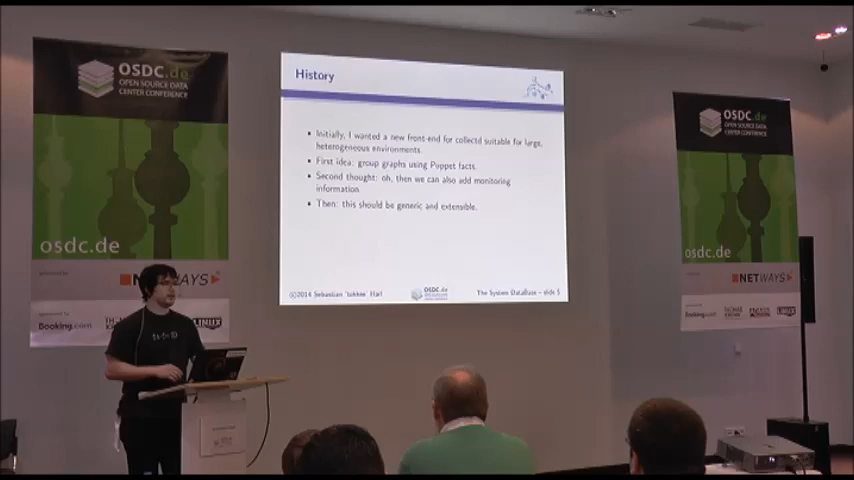 OSDC.de
OPEN SOURCE DATA
CENTER CONFERENCE
osdc.de
NETWAYS
Booking.com
LINUX
History
Initially, I wanted a new front-end for collectd suitable for large,
heterogeneous environments.
First idea: group graphs using Puppet facts.
Second thought: oh, then we can also add monitoring
information
Then: this should be generic and extensible.
©2014 Sebastian 'tokkee' Harl
OSDC.de
The System DataBase – slide 5
OSDC.de
OPEN SOURCE DATA
CENTER CONFERENCE
osdc.de
NETWAYS
Booking.com
LINUX